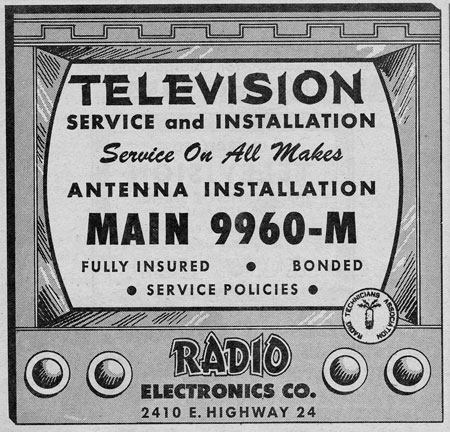 TELEVISION
SERVICE and INSTALLATION
Service On All Makes
ANTENNA INSTALLATION
MAIN 9960-M
FULLY INSURED • BONDED
• SERVICE POLICIES •
RADIO TECHNICIANS ASSOCIATION
RADIO
ELECTRONICS CO.
2410 E. HIGHWAY 24